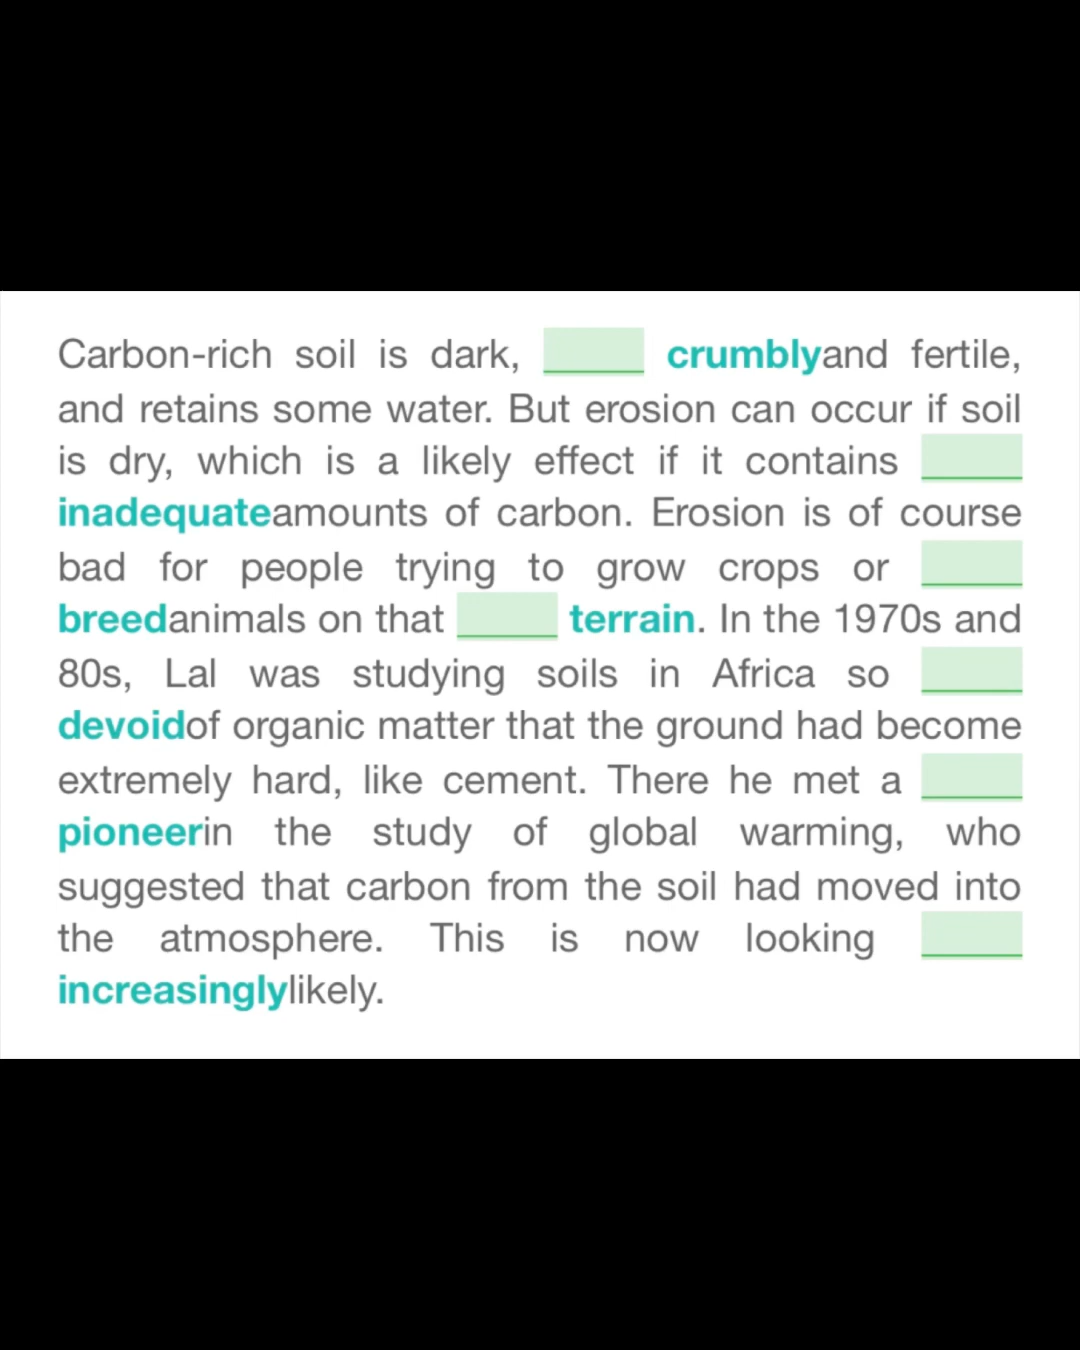 Carbon-rich soil is dark, crumblyand fertile,
and retains some water. But erosion can occur if soil
is dry, which is a likely effect if it contains
inadequateamounts of carbon. Erosion is of course
bad for people trying to grow crops or
breedanimals on that terrain. In the 1970s and
80s, Lal was studying soils in Africa so
devoidof organic matter that the ground had become
extremely hard, like cement. There he met a
pioneerin the study of global warming, who
suggested that carbon from the soil had moved into
the atmosphere. This is now looking
increasinglylikely.